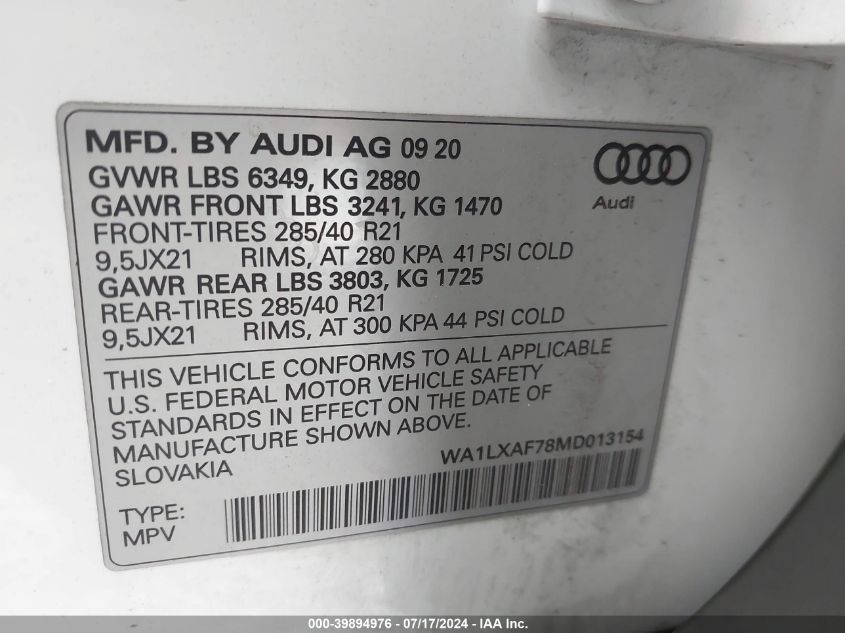 MFD. BY AUDI AG 09 20
GVWR LBS 6349, KG 2880
GAWR FRONT LBS 3241, KG 1470
FRONT-TIRES 285/40 R21
9,5JX21 RIMS, AT 280 KPA 41 PSI COLD
GAWR REAR LBS 3803, KG 1725
REAR-TIRES 285/40 R21
9,5JX21 RIMS, AT 300 KPA 44 PSI COLD
Audi
THIS VEHICLE CONFORMS TO ALL APPLICABLE
U.S. FEDERAL MOTOR VEHICLE SAFETY
STANDARDS IN EFFECT ON THE DATE OF
MANUFACTURE SHOWN ABOVE.
SLOVAKIA
WA1LXAF78MD013154
TYPE:
MPV
000-39894976 - 07/17/2024 - IAA Inc.